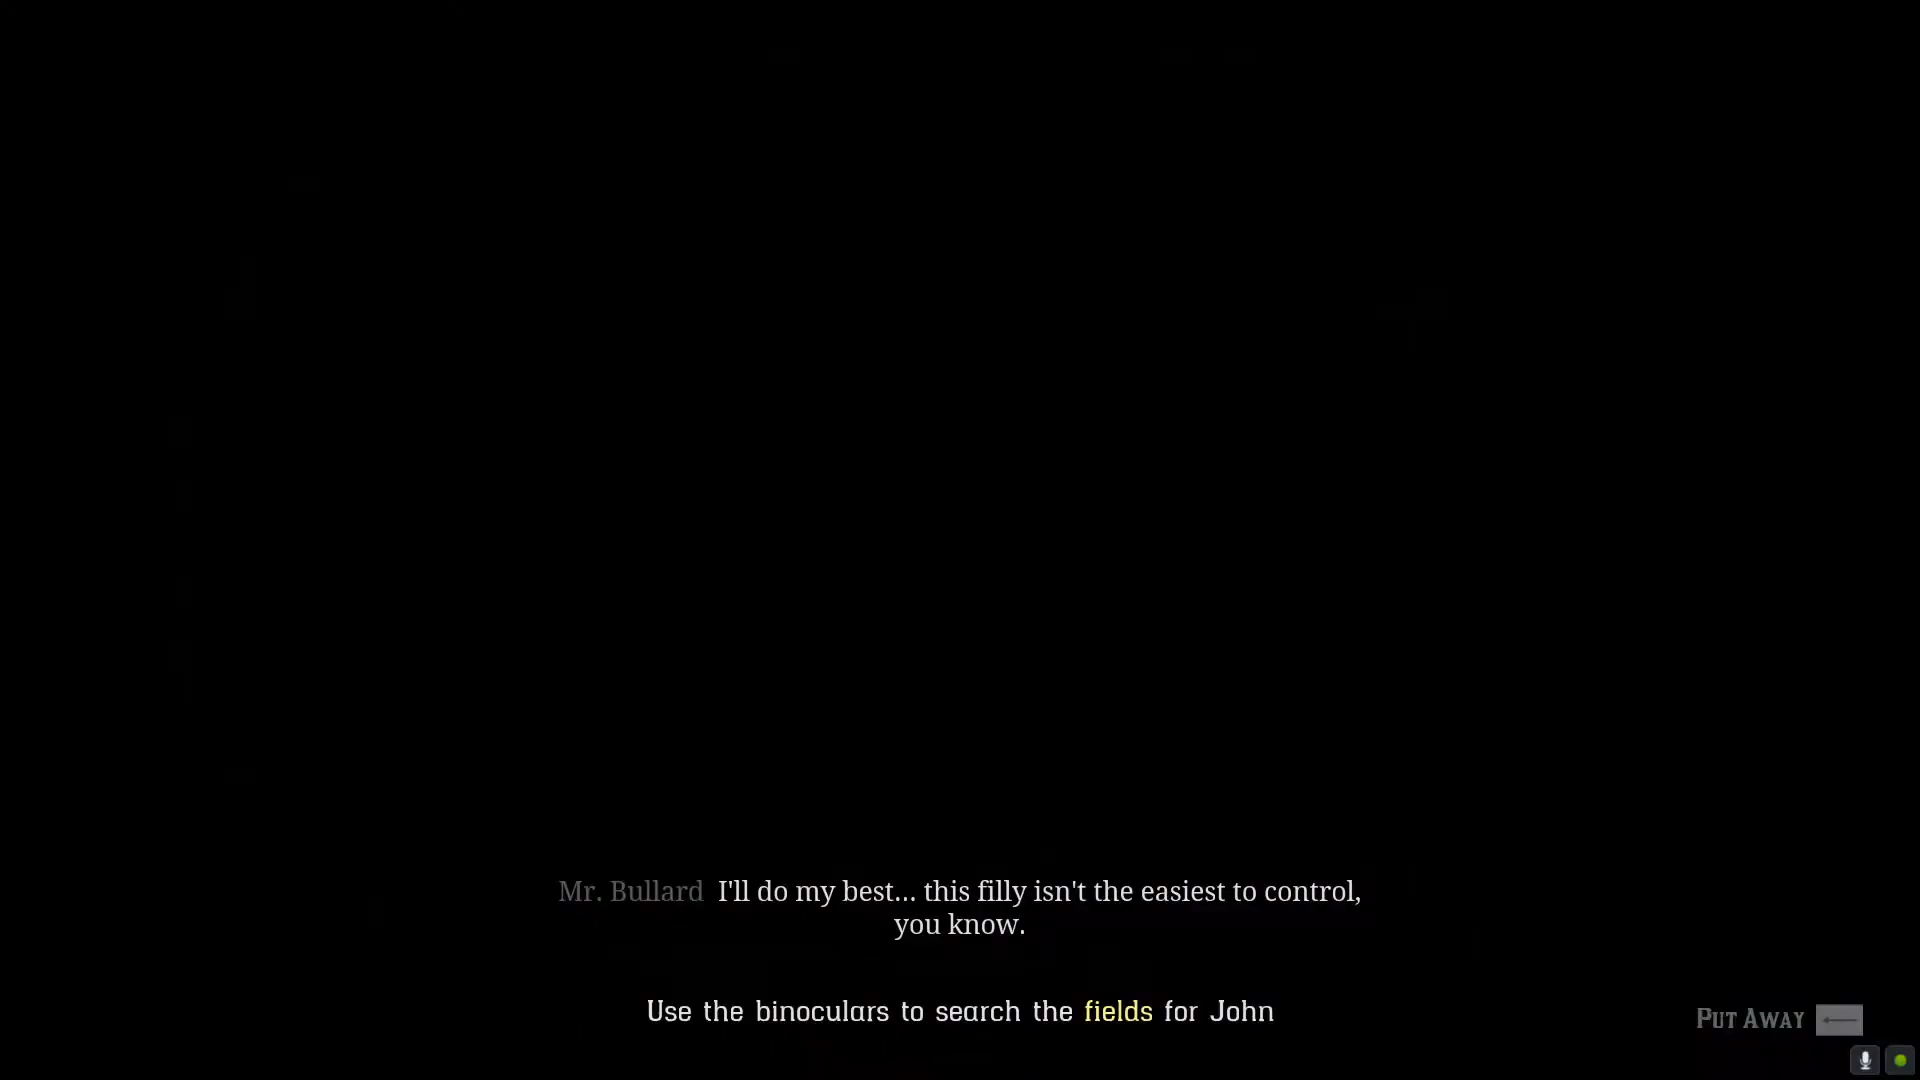 Mr. Bullard I'll do my best... this filly isn't the easiest to control,
you know.
Use the binoculars to search the fields for John
PUT AWAY